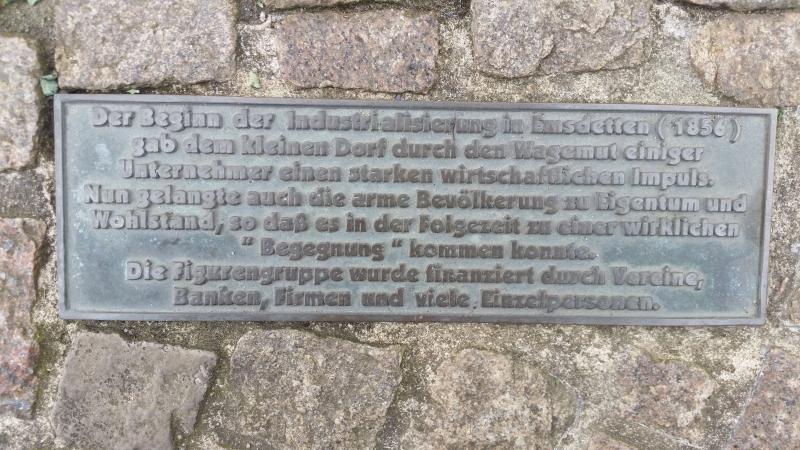 Der Beginn der Industrialisierung in Emsdetten ( 1856 )
gab dem kleinen Dorf durch den Wagemut einiger
Unternehmer einen starken wirtschaftlichen Impuls.
Nun gelangte auch die arme Bevölkerung zu Eigentum und
Wohlstand, so daß es in der Folgezeit zu einer wirklichen
" Begegnung " kommen konnte.
Die Figurengruppe wurde finanziert durch Vereine,
Banken, Firmen und viele Einzelpersonen.